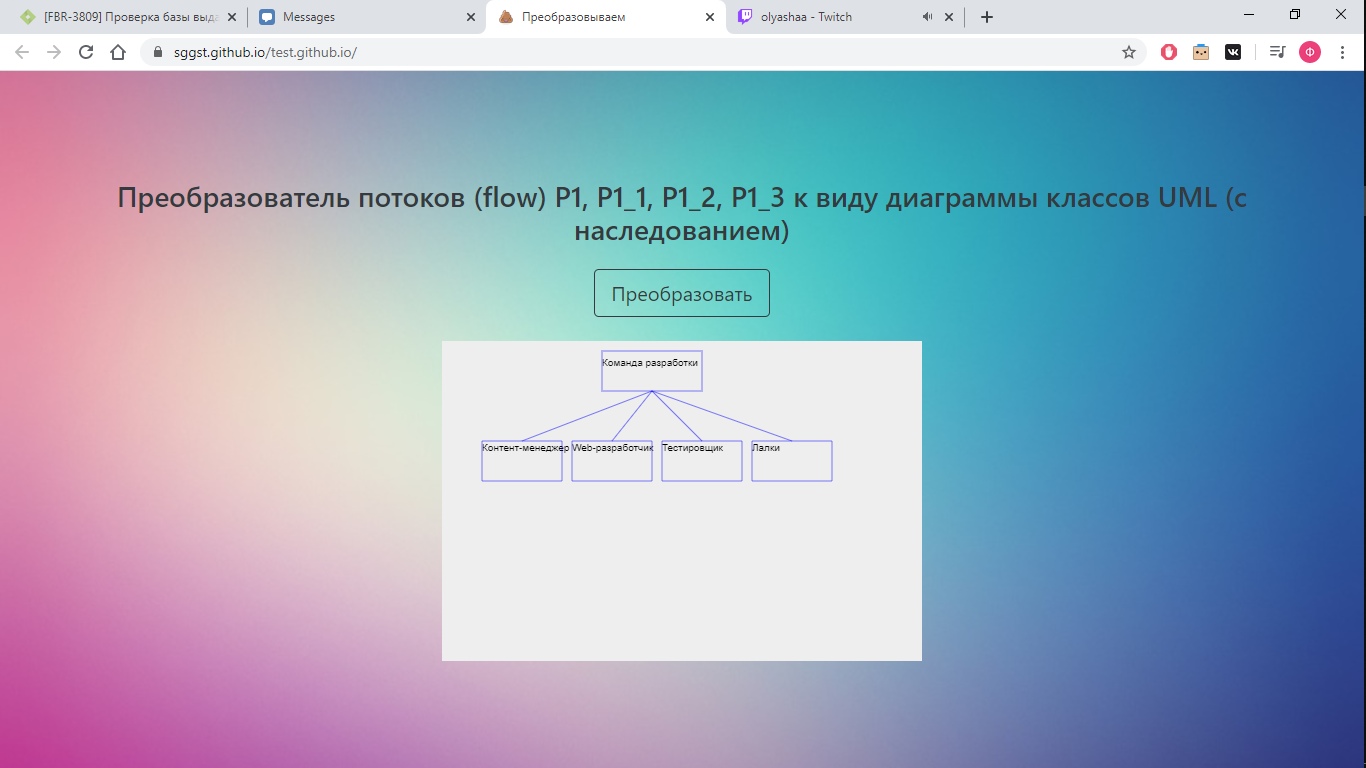 [FBR-3809] Проверка базы выда
Messages
Преобразовываем
olyashaa - Twitch
sggst.github.io/test.github.io/
Ф
Преобразователь потоков (flow) P1, P1_1, P1_2, P1_3 к виду диаграммы классов UML (с
наследованием)
Преобразовать
Команда разработки
Контент-менеджер
Web-разработчик
Тестировщик
Лалки